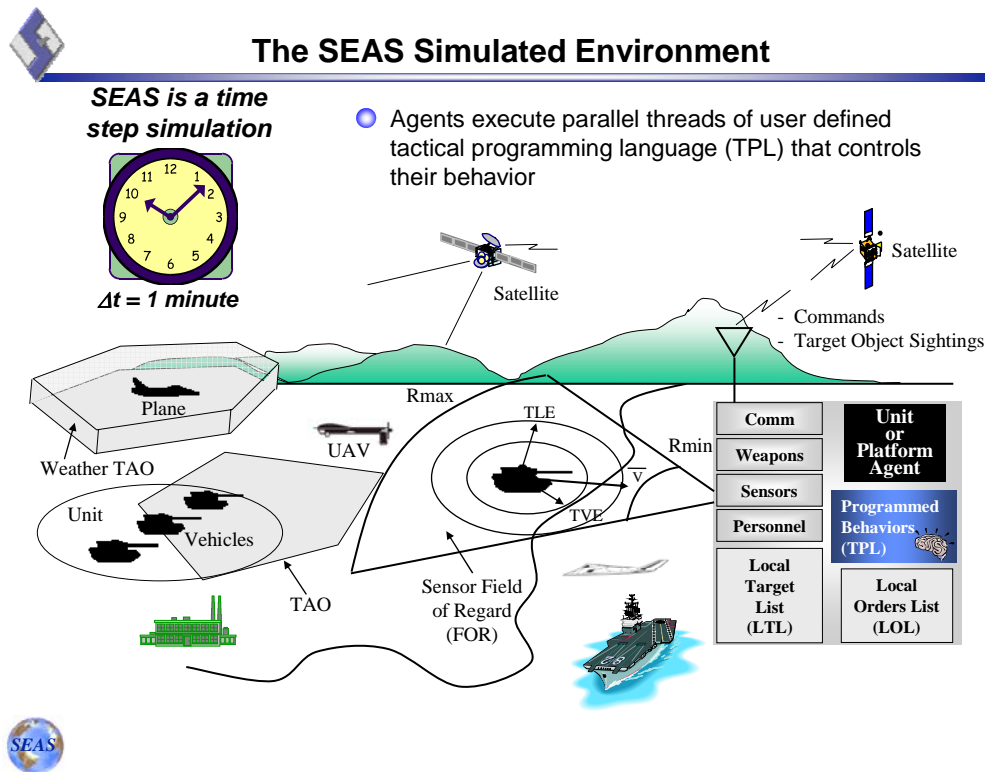 The SEAS Simulated Environment
SEAS is a time
step simulation
12
1
2
3
4
5
6
7
8
9
10
11
Δt = 1 minute
Agents execute parallel threads of user defined
tactical programming language (TPL) that controls
their behavior
Satellite
Satellite
- Commands
- Target Object Sightings
Plane
Weather TAO
UAV
Rmax
TLE
Rmin
V
TVE
Unit
Vehicles
TAO
Sensor Field
of Regard
(FOR)
Comm
Weapons
Sensors
Personnel
Local
Target
List
(LTL)
Unit
or
Platform
Agent
Programmed
Behaviors
(TPL)
Local
Orders List
(LOL)
SEAS